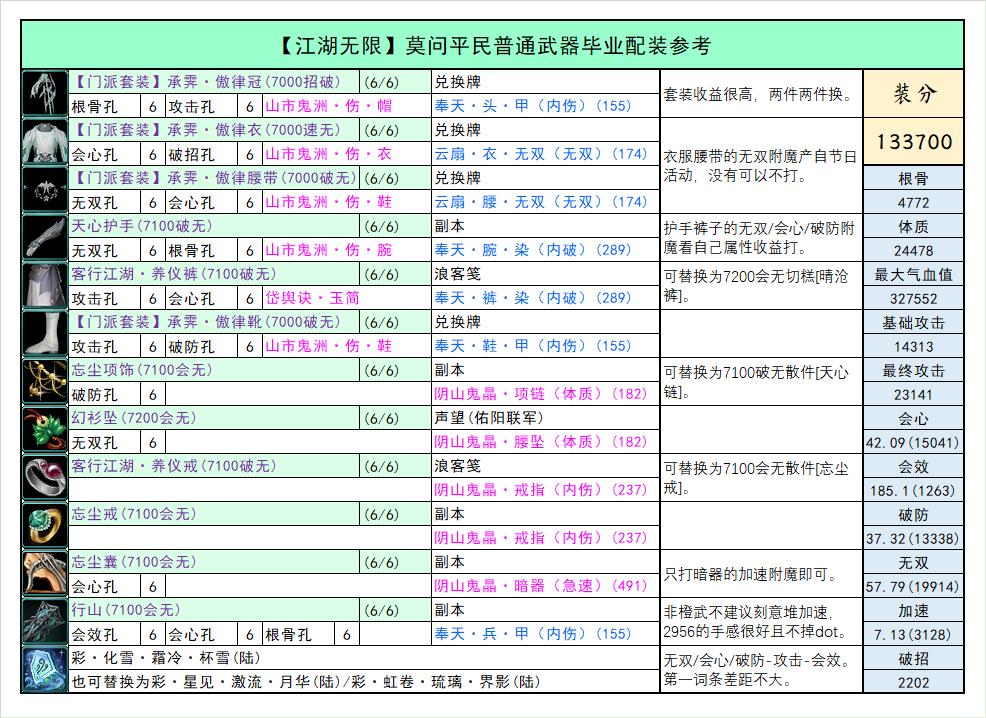 【江湖无限】莫问平民普通武器毕业配装参考
【门派套装】承霁·傲律冠(7000招破) (6/6) 兑换牌 套装收益很高，两件两件换。 装分
根骨孔 6 攻击孔 6 山市鬼洲·伤·帽 奉天·头·甲（内伤）(155)
【门派套装】承霁·傲律衣(7000速无) (6/6) 兑换牌 衣服腰带的无双附魔产自节日活动，没有可以不打。 133700
会心孔 6 破招孔 6 山市鬼洲·伤·衣 云扇·衣·无双（无双）(174)
【门派套装】承霁·傲律腰带(7000破无) (6/6) 兑换牌 根骨
无双孔 6 会心孔 6 山市鬼洲·伤·鞋 云扇·腰·无双（无双）(174) 4772
天心护手(7100破无) (6/6) 副本 护手裤子的无双/会心/破防附魔看自己属性收益打。 体质
无双孔 6 根骨孔 6 山市鬼洲·伤·腕 奉天·腕·染（内破）(289) 24478
客行江湖·养仪裤(7100破无) (6/6) 浪客笺 可替换为7200会无切糕[晴沧裤]。 最大气血值
攻击孔 6 会心孔 6 岱舆诀·玉简 奉天·裤·染（内破）(289) 327552
【门派套装】承霁·傲律靴(7000破无) (6/6) 兑换牌 基础攻击
攻击孔 6 破防孔 6 山市鬼洲·伤·鞋 奉天·鞋·甲（内伤）(155) 14313
忘尘项饰(7100会无) (6/6) 副本 可替换为7100破无散件[天心链]。 最终攻击
破防孔 6 阴山鬼晶·项链（体质）(182) 23141
幻衫坠(7200会无) (6/6) 声望(佑阳联军) 会心
无双孔 6 阴山鬼晶·腰坠（体质）(182) 42.09(15041)
客行江湖·养仪戒(7100破无) (6/6) 浪客笺 可替换为7100会无散件[忘尘戒]。 会效
阴山鬼晶·戒指（内伤）(237) 185.1(1263)
忘尘戒(7100会无) (6/6) 副本 破防
阴山鬼晶·戒指（内伤）(237) 37.32(13338)
忘尘囊(7100会无) (6/6) 副本 只打暗器的加速附魔即可。 无双
会心孔 6 阴山鬼晶·暗器（急速）(491) 57.79(19914)
行山(7100会无) (6/6) 副本 非橙武不建议刻意堆加速，2956的手感很好且不掉dot。 加速
会效孔 6 会心孔 6 根骨孔 6 奉天·兵·甲（内伤）(155) 7.13(3128)
彩·化雪·霜冷·杯雪(陆) 无双/会心/破防-攻击-会效。第一词条差距不大。 破招
也可替换为彩·星见·激流·月华(陆)/彩·虹卷·琉璃·界影(陆) 2202